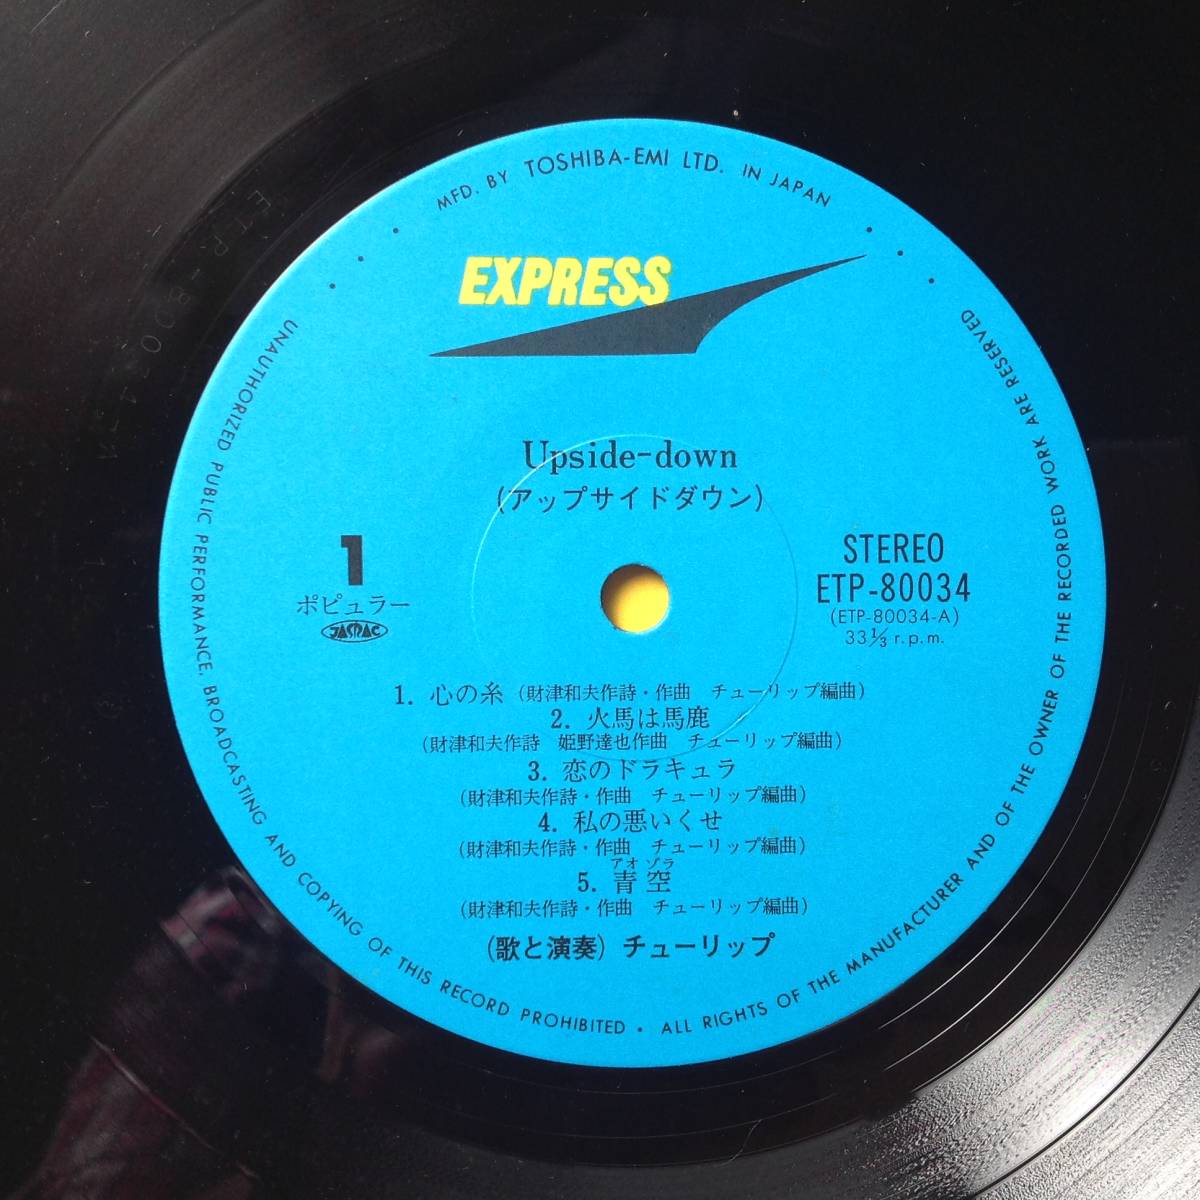 MFD. BY TOSHIBA-EMI LTD. IN JAPAN
EXPRESS
Upside-down
(アップサイドダウン)
1
ポピュラー
JASRAC
STEREO
ETP-80034
(ETP-80034-A)
33⅓ r.p.m.
1. 心の糸 (財津和夫作詩・作曲 チューリップ編曲)
2. 火馬は馬鹿
(財津和夫作詩 姫野達也作曲 チューリップ編曲)
3. 恋のドラキュラ
(財津和夫作詩・作曲 チューリップ編曲)
4. 私の悪いくせ
(財津和夫作詩・作曲 チューリップ編曲)
アオゾラ
5. 青空
(財津和夫作詩・作曲 チューリップ編曲)
(歌と演奏) チューリップ
UNAUTHORIZED PUBLIC PERFORMANCE, BROADCASTING AND COPYING OF THIS RECORD PROHIBITED • ALL RIGHTS OF THE MANUFACTURER AND OF THE OWNER OF THE RECORDED WORK ARE RESERVED